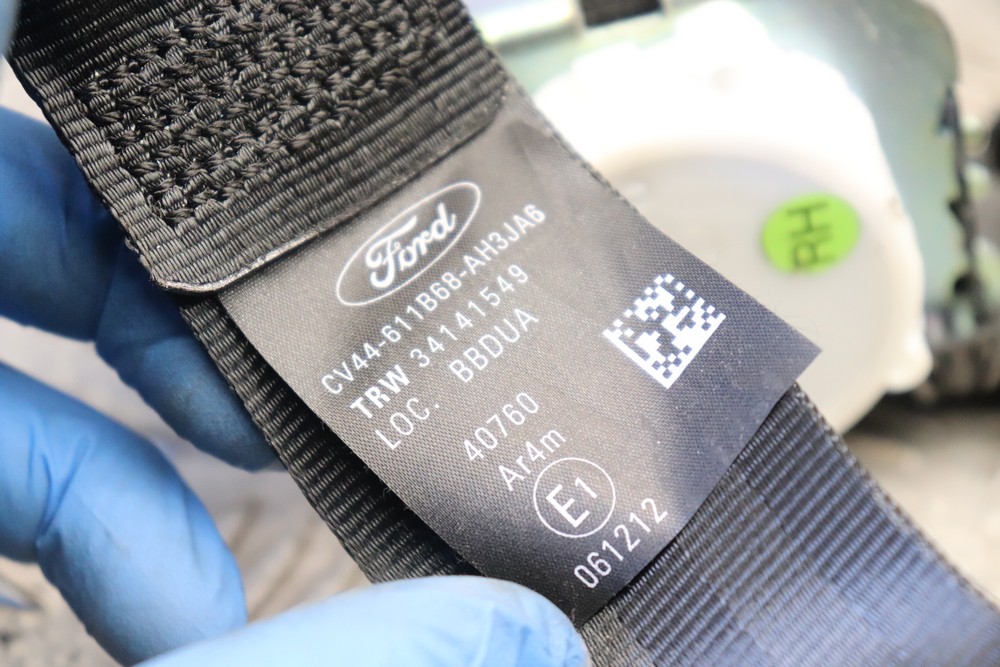 Ford
CV44-611B68-AH3JA6
TRW 34141549
LOC. BBDUA
40760
Ar4m
E1
061212
RH